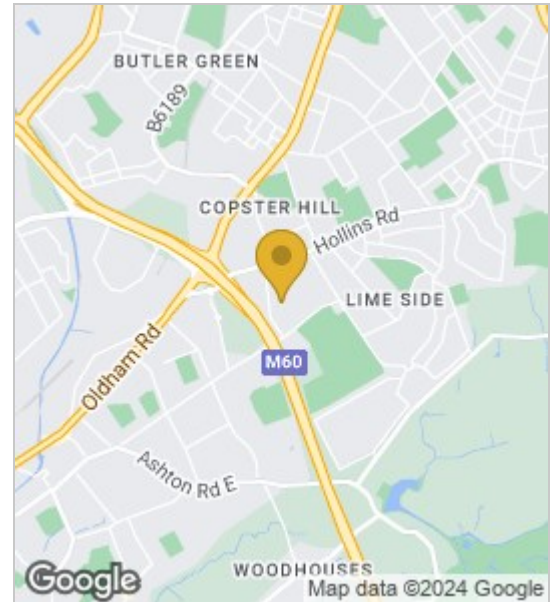 BUTLER GREEN
B6189
COPSTER HILL
Hollins Rd
LIME SIDE
M60
Oldham Rd
Ashton Rd E
WOODHOUSES
Google
Map data ©2024 Google